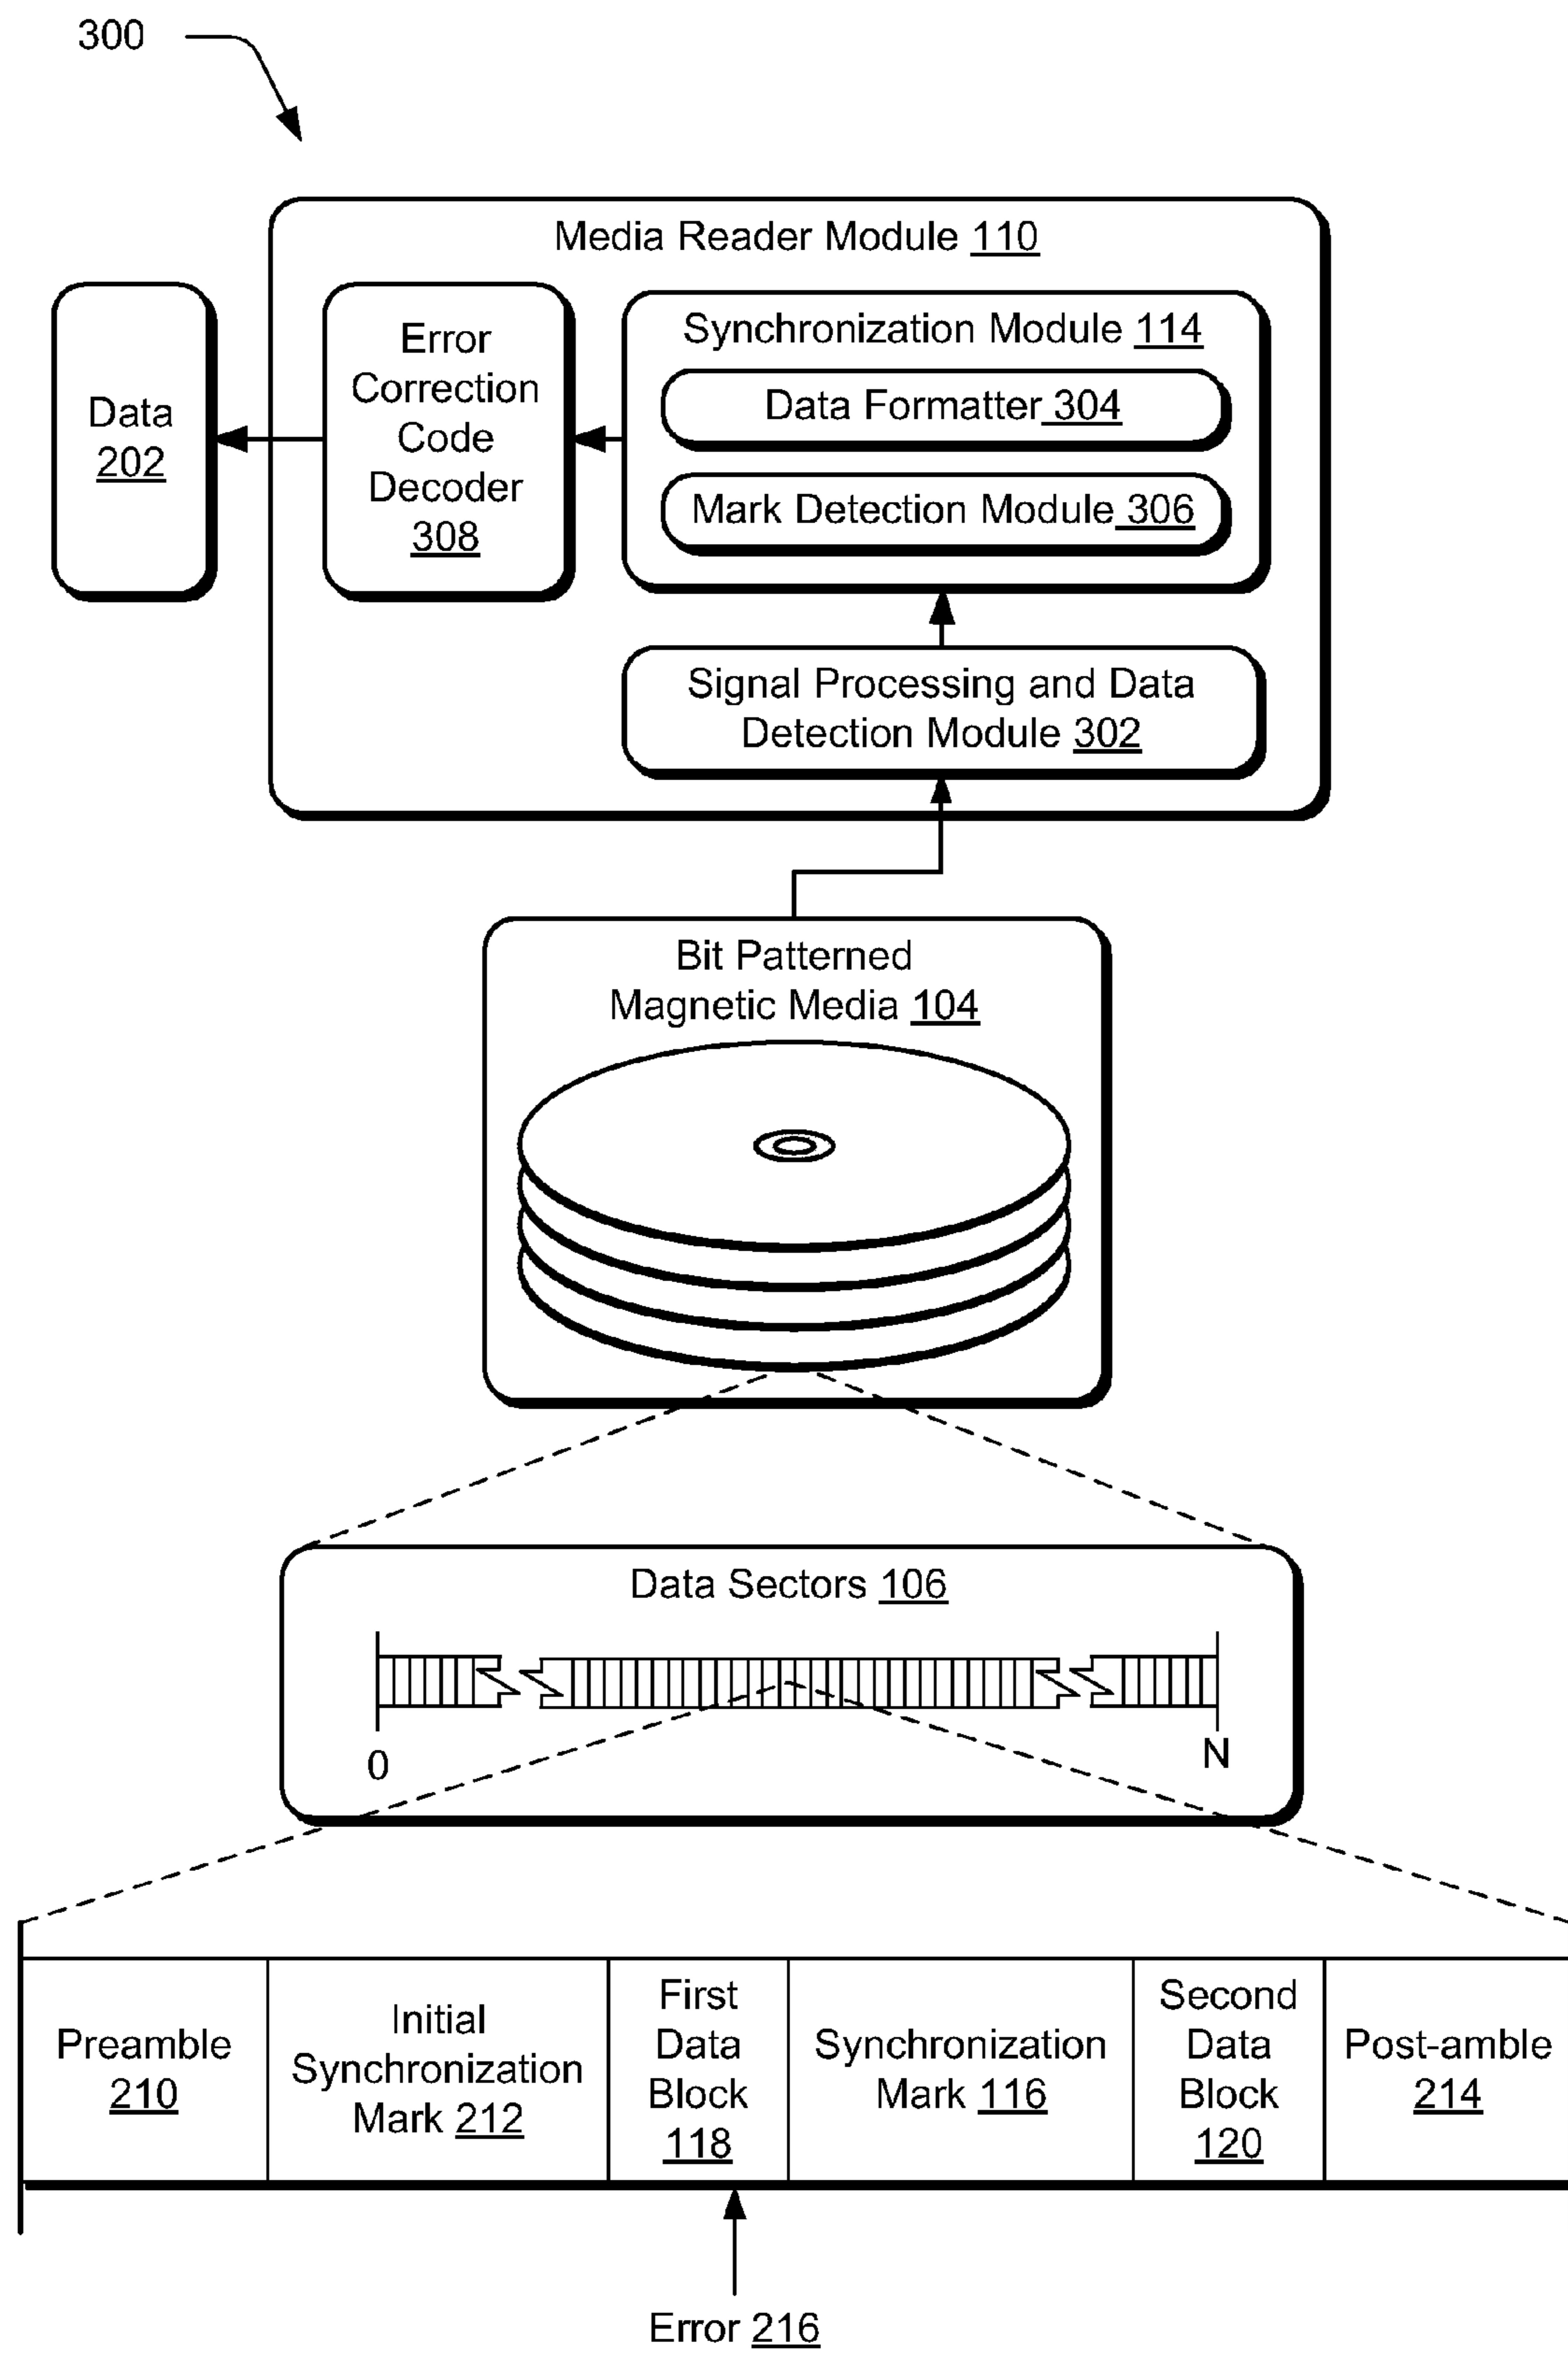 300
Media Reader Module 110
Data
202
Error
Correction
Code
Decoder
308
Synchronization Module 114
Data Formatter 304
Mark Detection Module 306
Signal Processing and Data
Detection Module 302
Bit Patterned
Magnetic Media 104
Data Sectors 106
0
N
Preamble
210
Initial
Synchronization
Mark 212
First
Data
Block
118
Synchronization
Mark 116
Second
Data
Block
120
Post-amble
214
Error 216